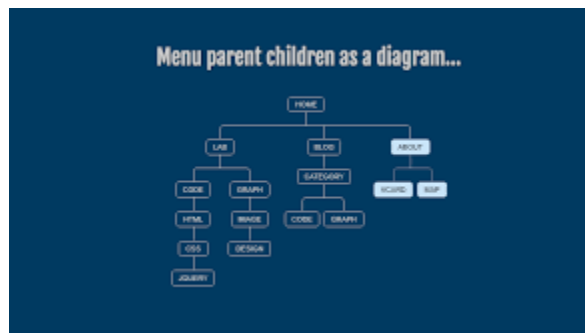 Menu parent children as a diagram...
HOME
LAB BLOG ABOUT
CATEGORY
CODE GRAPH VCARD MAP
HTML IMAGE CODE GRAPH
CSS DESIGN
JQUERY